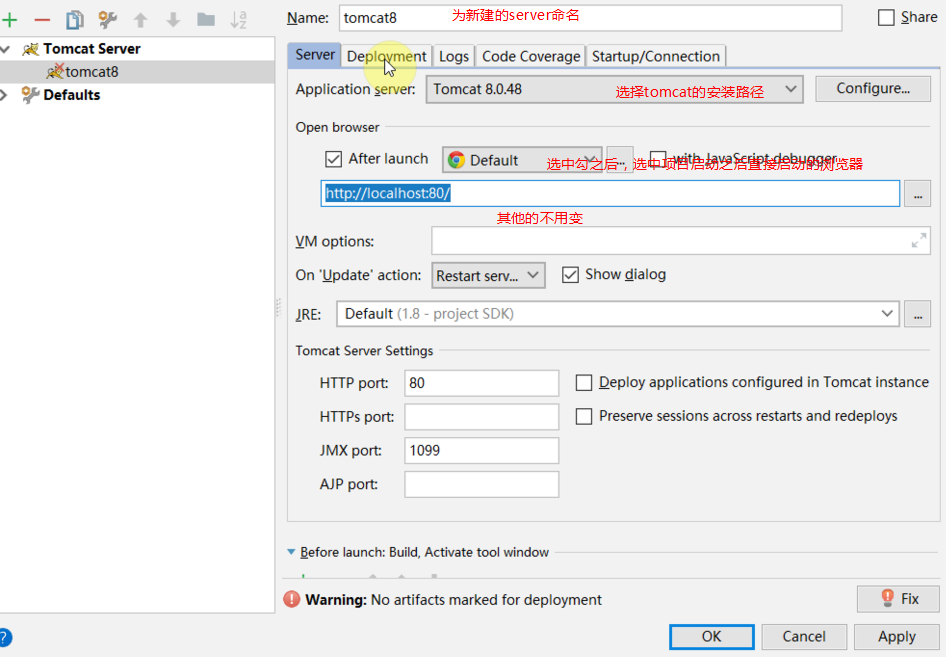 Name: tomcat8 为新建的server命名 Share
Tomcat Server
tomcat8
Defaults
Server Deployment Logs Code Coverage Startup/Connection
Application server: Tomcat 8.0.48 选择tomcat的安装路径 Configure...
Open browser
After launch Default ... with JavaScript debugger
选中勾之后，选中项目启动之后直接启动的浏览器
http://localhost:80/ ...
其他的不用变
VM options:
On 'Update' action: Restart serv... Show dialog
JRE: Default (1.8 - project SDK) ...
Tomcat Server Settings
HTTP port: 80 Deploy applications configured in Tomcat instance
HTTPs port: Preserve sessions across restarts and redeploys
JMX port: 1099
AJP port:
Before launch: Build, Activate tool window
Warning: No artifacts marked for deployment Fix
? OK Cancel Apply